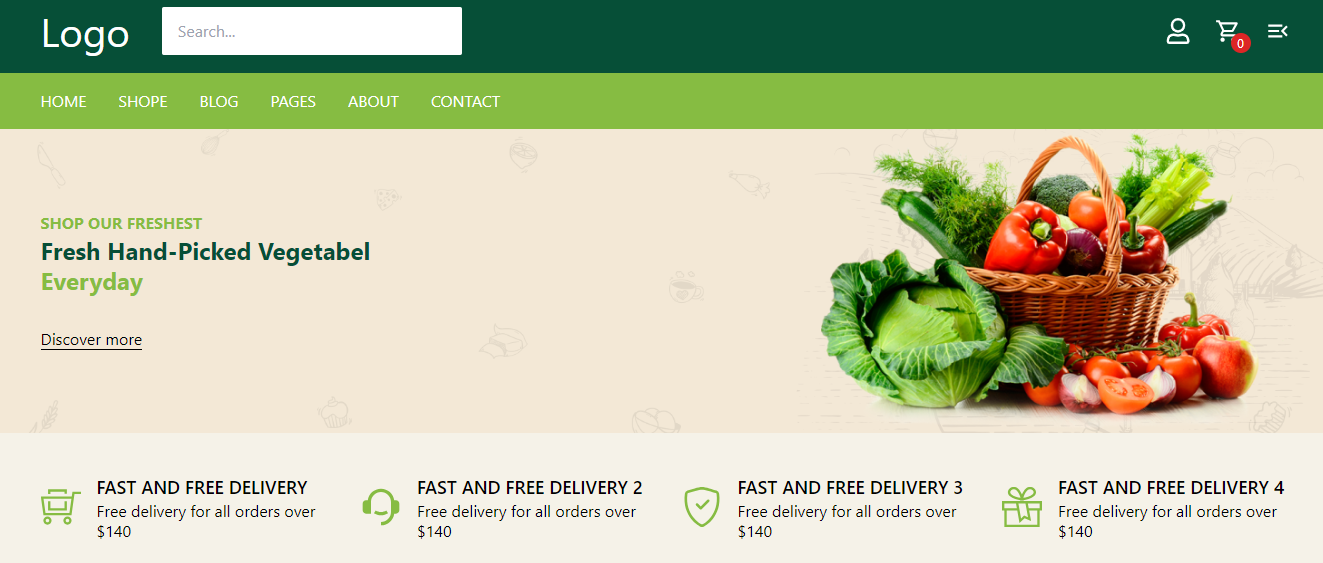 Logo
Search...
0
HOME SHOPE BLOG PAGES ABOUT CONTACT
SHOP OUR FRESHEST
Fresh Hand-Picked Vegetabel
Everyday
Discover more
FAST AND FREE DELIVERY
Free delivery for all orders over
$140
FAST AND FREE DELIVERY 2
Free delivery for all orders over
$140
FAST AND FREE DELIVERY 3
Free delivery for all orders over
$140
FAST AND FREE DELIVERY 4
Free delivery for all orders over
$140